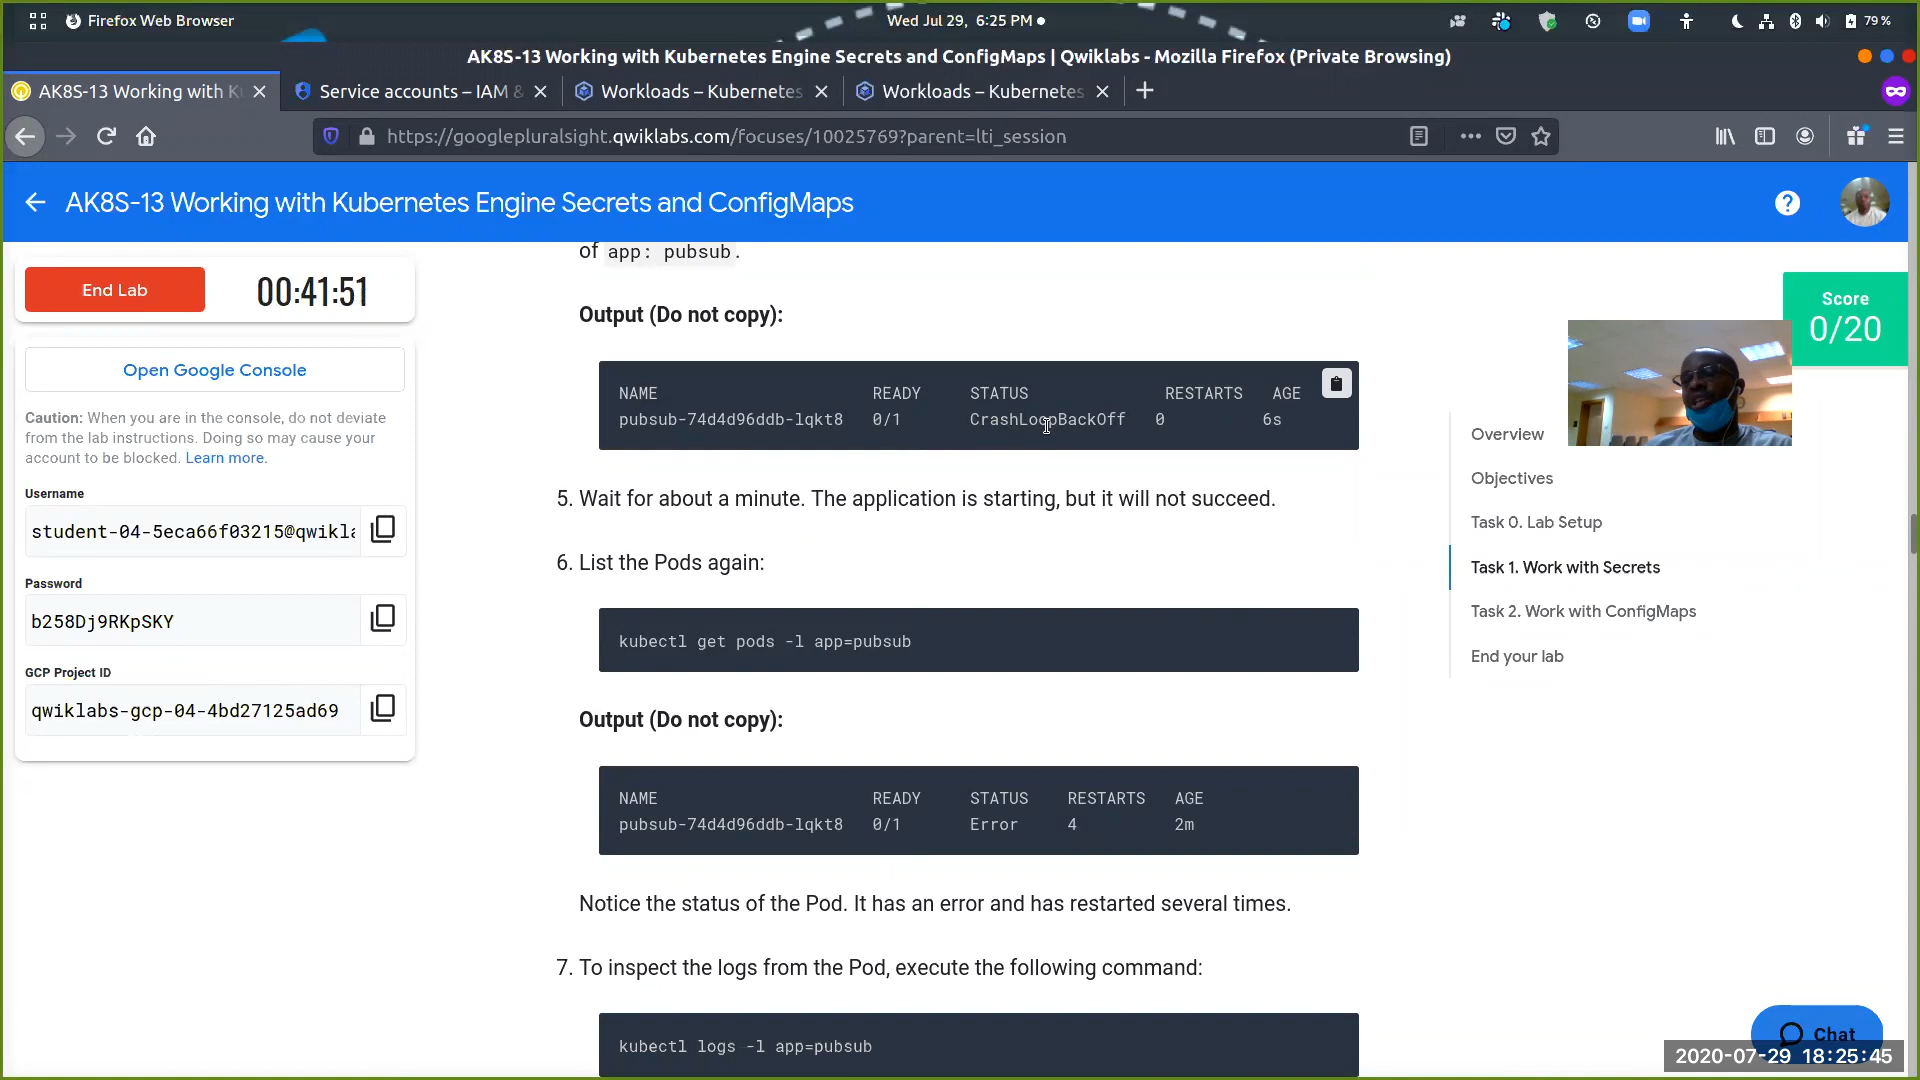 Firefox Web Browser
Wed Jul 29, 6:25 PM
79 %
AK8S-13 Working with Kubernetes Engine Secrets and ConfigMaps | Qwiklabs - Mozilla Firefox (Private Browsing)
AK8S-13 Working with K
Service accounts – IAM &
Workloads – Kubernetes
Workloads – Kubernetes
https://googlepluralsight.qwiklabs.com/focuses/10025769?parent=lti_session
AK8S-13 Working with Kubernetes Engine Secrets and ConfigMaps
End Lab
00:41:51
Open Google Console
Caution: When you are in the console, do not deviate
from the lab instructions. Doing so may cause your
account to be blocked. Learn more.
Username
student-04-5eca66f03215@qwikla
Password
b258Dj9RKpSKY
GCP Project ID
qwiklabs-gcp-04-4bd27125ad69
of app: pubsub.
Output (Do not copy):
NAME READY STATUS RESTARTS AGE
pubsub-74d4d96ddb-lqkt8 0/1 CrashLoopBackOff 0 6s
5. Wait for about a minute. The application is starting, but it will not succeed.
6. List the Pods again:
kubectl get pods -l app=pubsub
Output (Do not copy):
NAME READY STATUS RESTARTS AGE
pubsub-74d4d96ddb-lqkt8 0/1 Error 4 2m
Notice the status of the Pod. It has an error and has restarted several times.
7. To inspect the logs from the Pod, execute the following command:
kubectl logs -l app=pubsub
Score
0/20
Overview
Objectives
Task 0. Lab Setup
Task 1. Work with Secrets
Task 2. Work with ConfigMaps
End your lab
Chat
2020-07-29 18:25:45